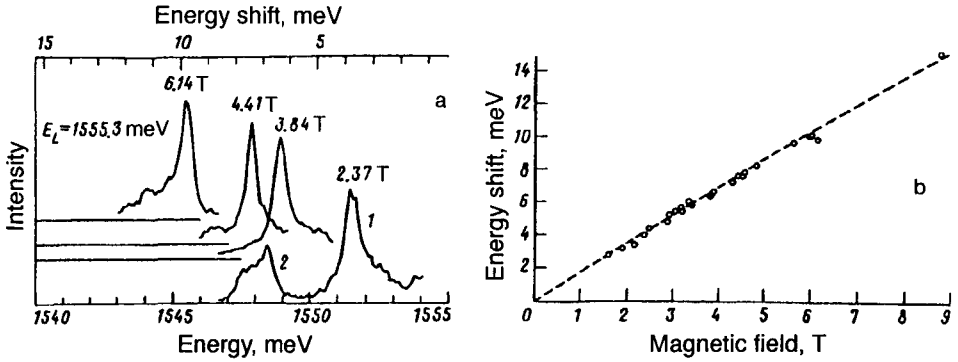 Energy shift, meV
15 10 5
6.14 T
a
4.41 T
3.84 T
E_L=1555.3 meV
2.37 T
1
2
Intensity
1540 1545 1550 1555
Energy, meV
14
12
10
8
6
4
2
b
Energy shift, meV
0 1 2 3 4 5 6 7 8 9
Magnetic field, T